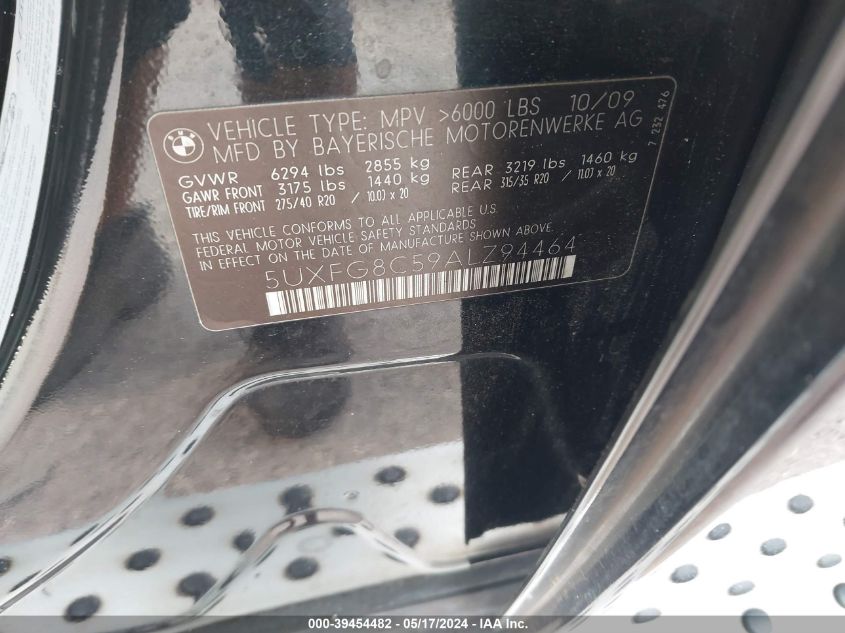 VEHICLE TYPE: MPV >6000 LBS 10/09
MFD BY BAYERISCHE MOTORENWERKE AG
GVWR 6294 lbs 2855 kg
GAWR FRONT 3175 lbs 1440 kg REAR 3219 lbs 1460 kg
TIRE/RIM FRONT 275/40 R20 / 10.0J x 20 REAR 315/35 R20 / 11.0J x 20
THIS VEHICLE CONFORMS TO ALL APPLICABLE U.S.
FEDERAL MOTOR VEHICLE SAFETY STANDARDS
IN EFFECT ON THE DATE OF MANUFACTURE SHOWN ABOVE.
5UXFG8C59ALZ94464
7 232 476
000-39454482 - 05/17/2024 - IAAI.com